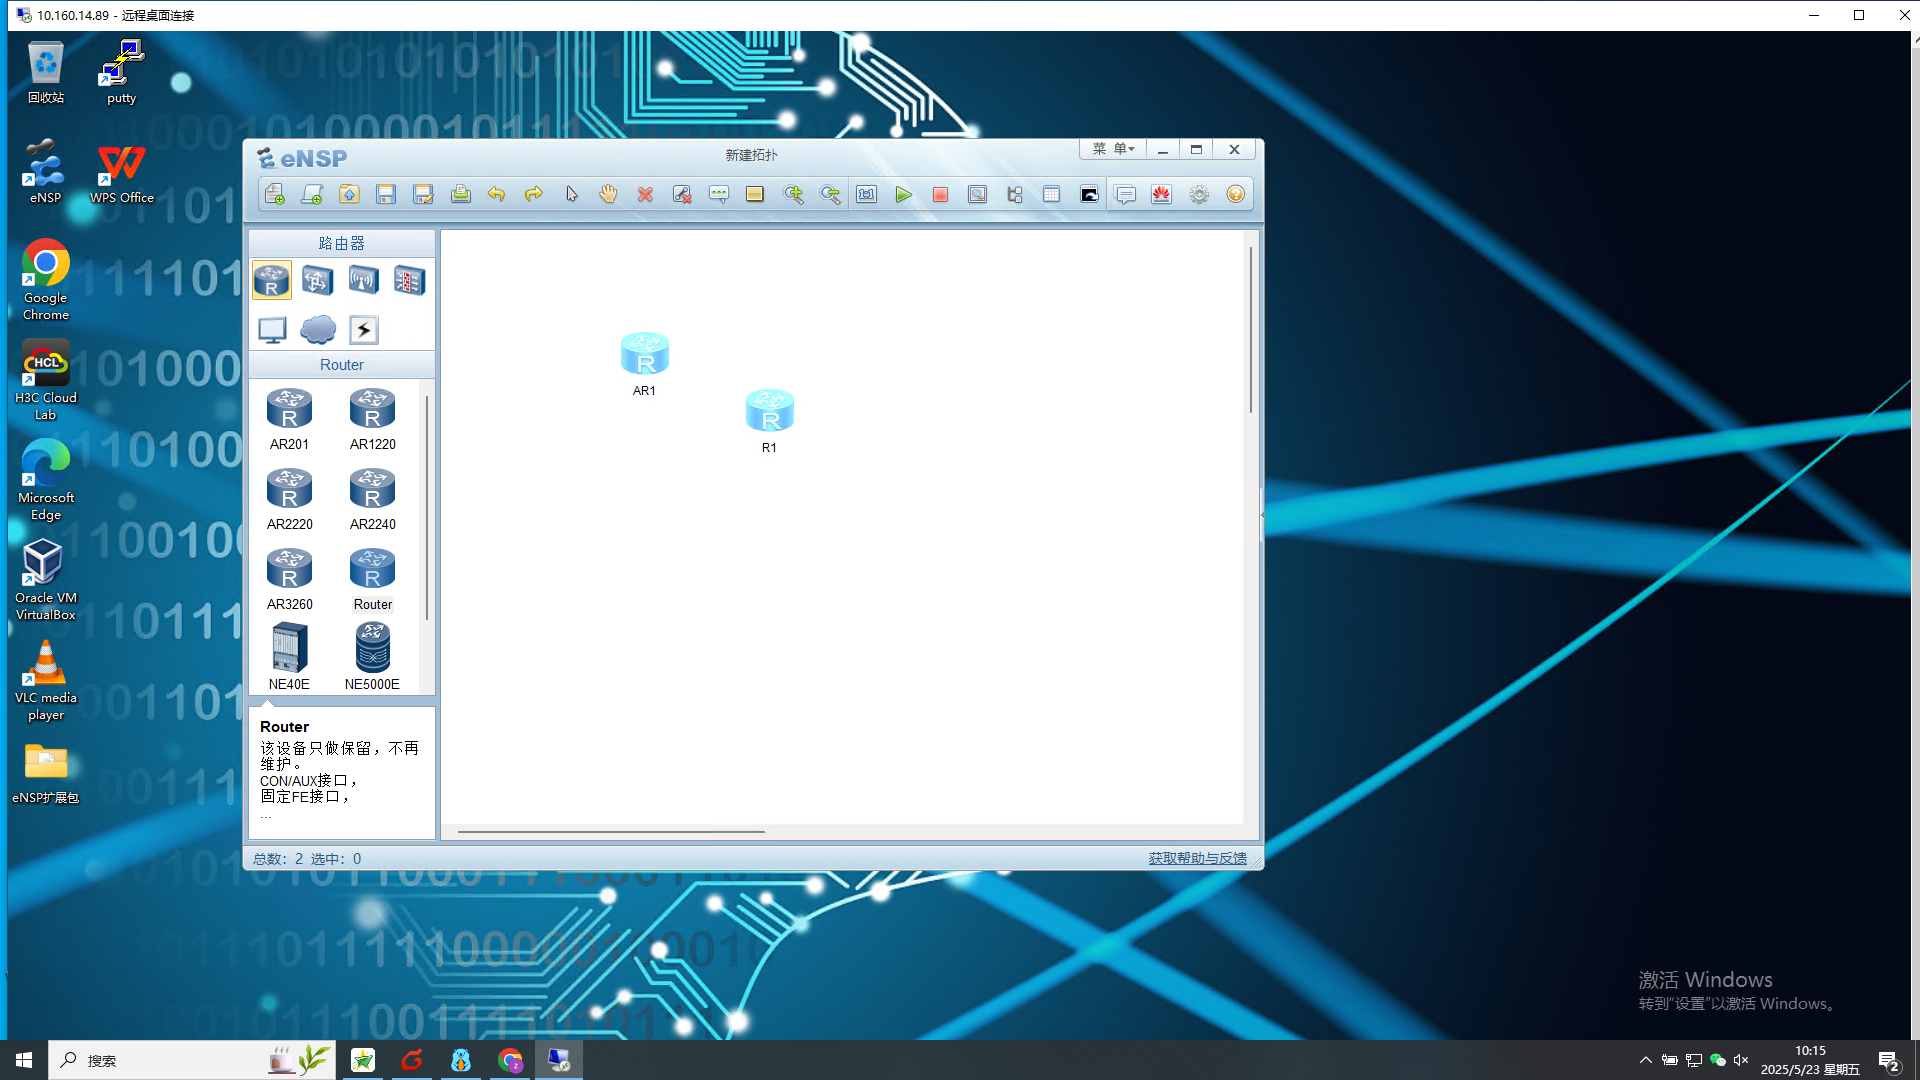 10.160.14.89 - 远程桌面连接
回收站
putty
eNSP
WPS Office
Google
Chrome
HCL
H3C Cloud
Lab
Microsoft
Edge
Oracle VM
VirtualBox
VLC media
player
eNSP扩展包
eNSP
新建拓扑
菜 单
1:1
路由器
R
Router
R
AR201
R
AR1220
R
AR2220
R
AR2240
R
AR3260
R
Router
NE40E
NE5000E
Router
该设备只做保留，不再
维护。
CON/AUX接口，
固定FE接口，
...
R
AR1
R
R1
总数：2 选中：0
获取帮助与反馈
激活 Windows
转到“设置”以激活 Windows。
搜索
10:15
2025/5/23 星期五
2